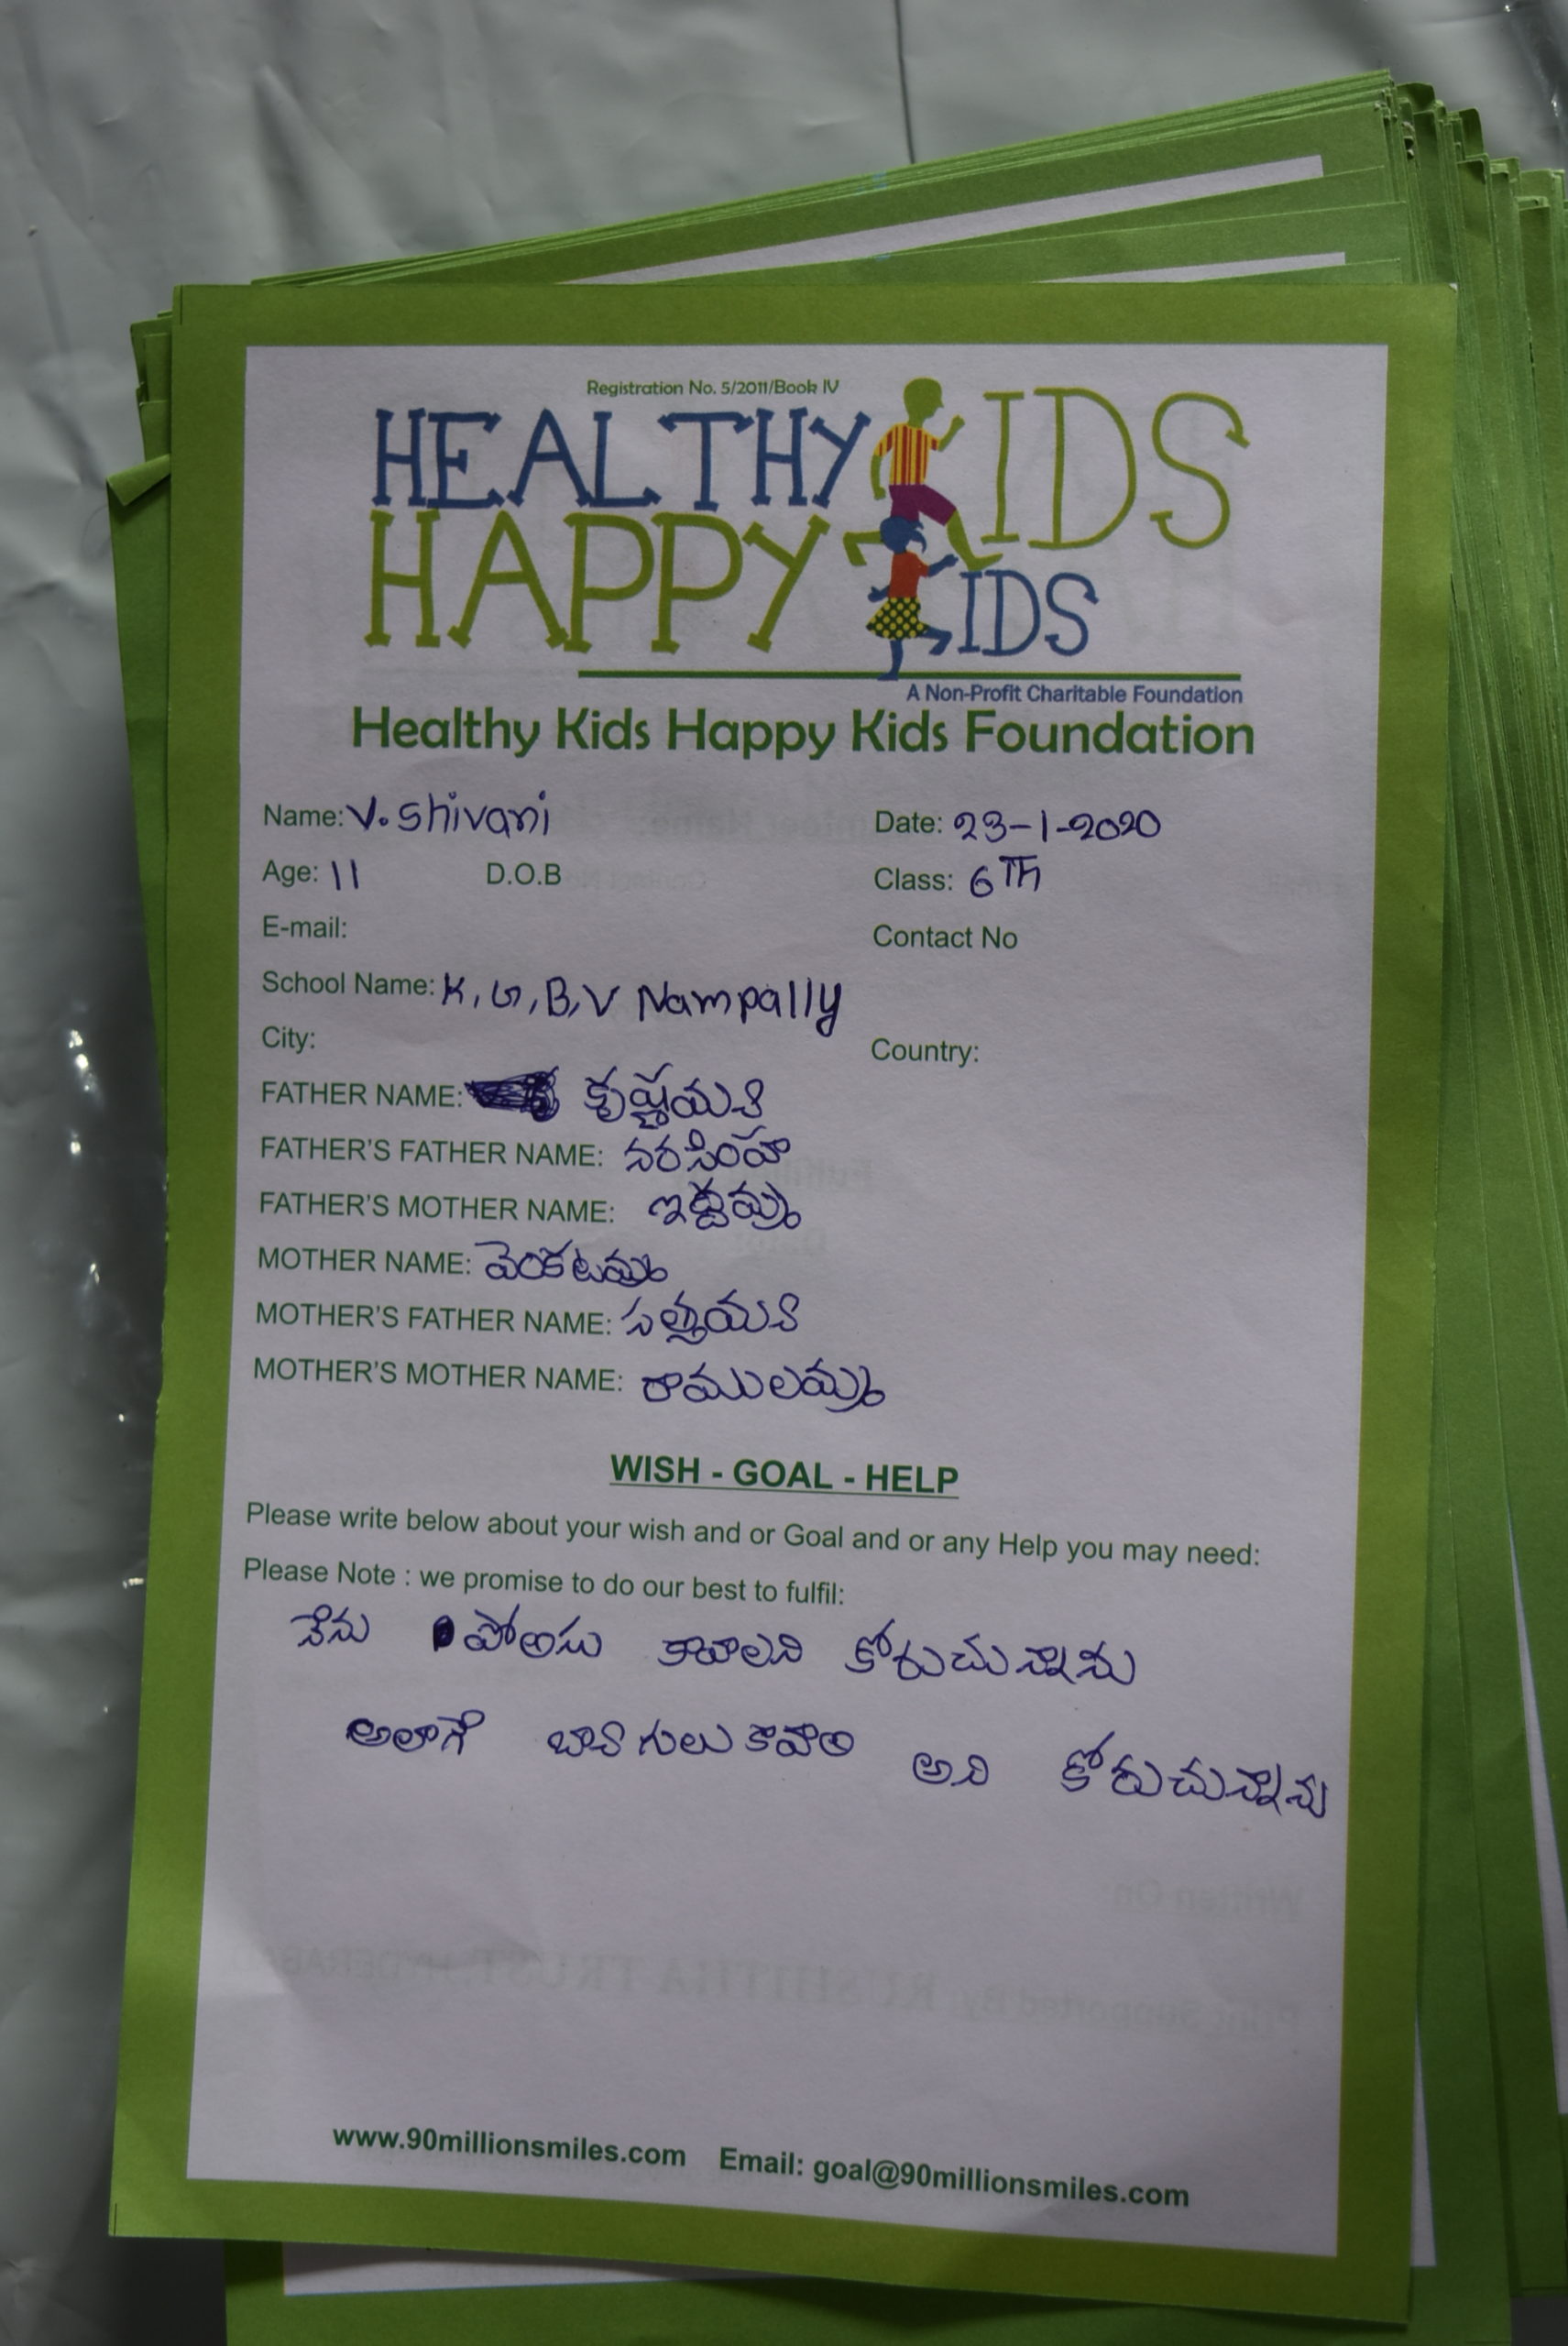 Registration No. 5/2011/Book IV
HEALTHY KIDS
HAPPY KIDS
A Non-Profit Charitable Foundation
Healthy Kids Happy Kids Foundation
Name: V. Shivani Date: 23-1-2020
Age: 11 D.O.B Class: 6TH
E-mail: Contact No
School Name: K, G, B, V Nampally
City: Country:
FATHER NAME: కృష్ణయ్య
FATHER'S FATHER NAME: నరసింహ
FATHER'S MOTHER NAME:
MOTHER NAME: వెంకటమ్మ
MOTHER'S FATHER NAME: సత్తయ్య
MOTHER'S MOTHER NAME: రాములమ్మ
WISH - GOAL - HELP
Please write below about your wish and or Goal and or any Help you may need:
Please Note : we promise to do our best to fulfil:
నేను పోలిసు కావాలని కోరుచున్నాను
అలాగే బ్యాగులు కావాలి అని కోరుచున్నాను
www.90millionsmiles.com Email: goal@90millionsmiles.com